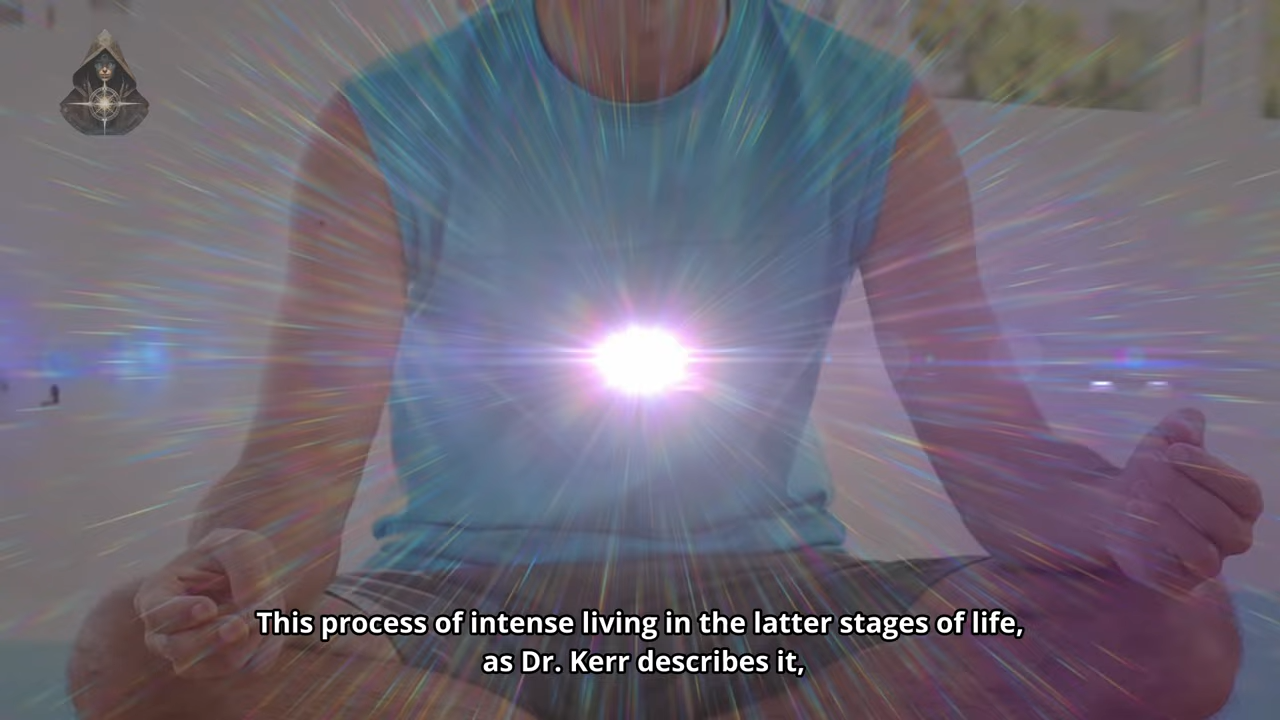 This process of intense living in the latter stages of life,
as Dr. Kerr describes it,